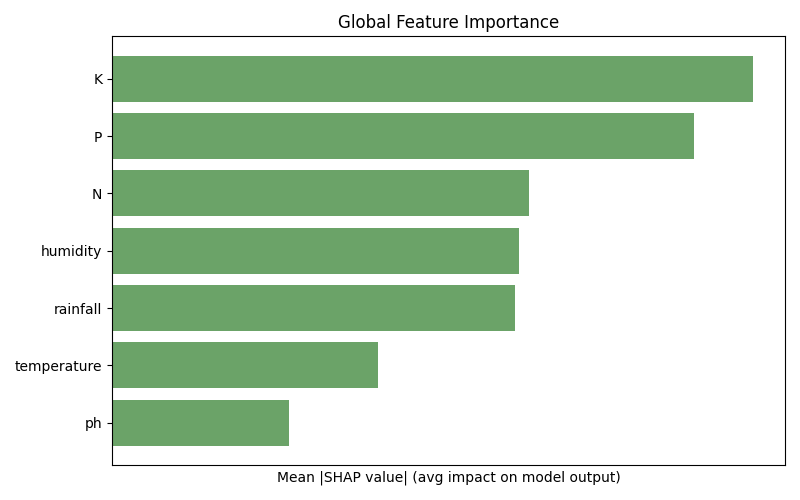 Global Feature Importance
K
P
N
humidity
rainfall
temperature
ph
Mean |SHAP value| (avg impact on model output)